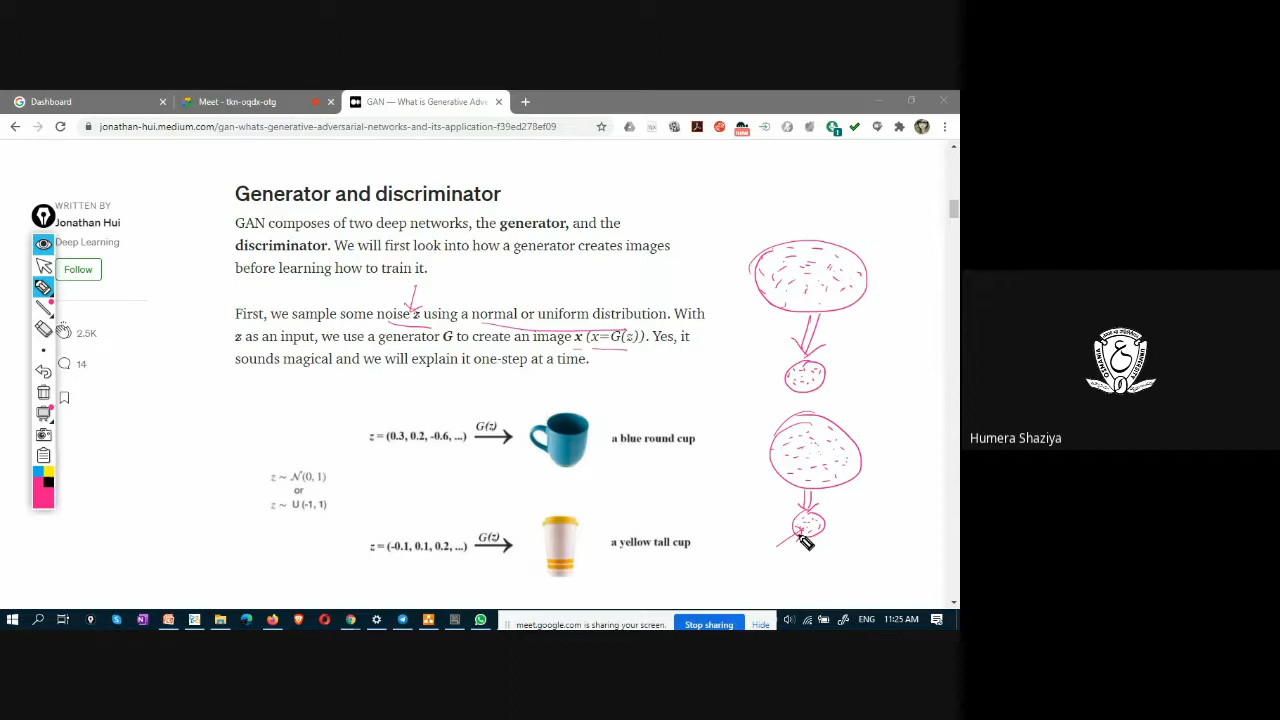 Dashboard
Meet - tkn-oqdx-otg
GAN — What is Generative Adve
jonathan-hui.medium.com/gan-whats-generative-adversarial-networks-and-its-application-f39ed278ef09
new
1
WRITTEN BY
Jonathan Hui
Deep Learning
Follow
2.5K
14
Generator and discriminator
GAN composes of two deep networks, the generator, and the
discriminator. We will first look into how a generator creates images
before learning how to train it.
First, we sample some noise z using a normal or uniform distribution. With
z as an input, we use a generator G to create an image x (x=G(z)). Yes, it
sounds magical and we will explain it one-step at a time.
z = (0.3, 0.2, -0.6, ...)
G(z)
a blue round cup
z ~ N(0, 1)
or
z ~ U (-1, 1)
z = (-0.1, 0.1, 0.2, ...)
G(z)
a yellow tall cup
meet.google.com is sharing your screen.
Stop sharing
Hide
ENG
11:25 AM
OSMANIA UNIVERSITY
Humera Shaziya